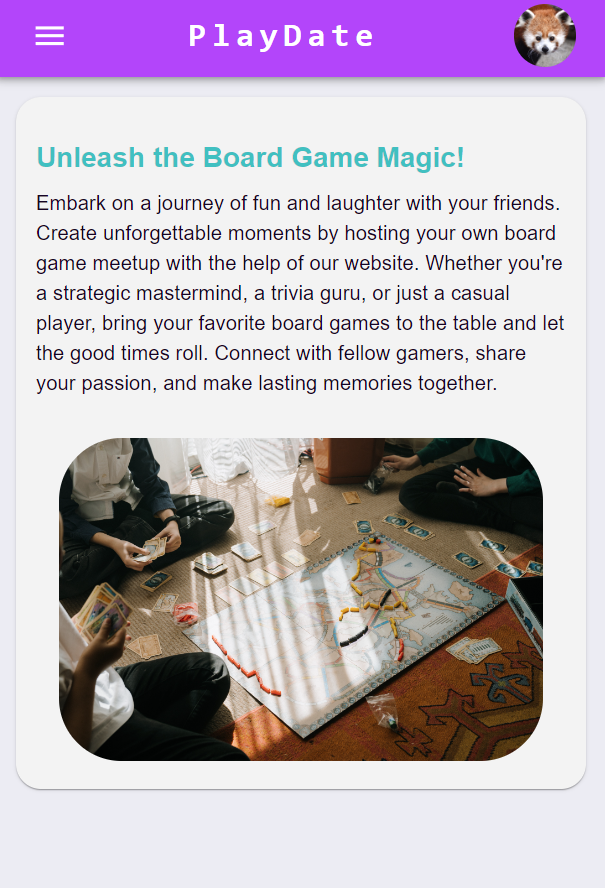 PlayDate
Unleash the Board Game Magic!
Embark on a journey of fun and laughter with your friends.
Create unforgettable moments by hosting your own board
game meetup with the help of our website. Whether you're
a strategic mastermind, a trivia guru, or just a casual
player, bring your favorite board games to the table and let
the good times roll. Connect with fellow gamers, share
your passion, and make lasting memories together.